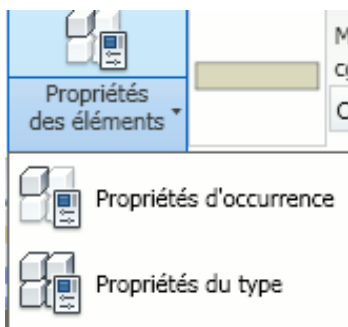 Propriétés
des éléments
M
Propriétés d'occurrence
Propriétés du type